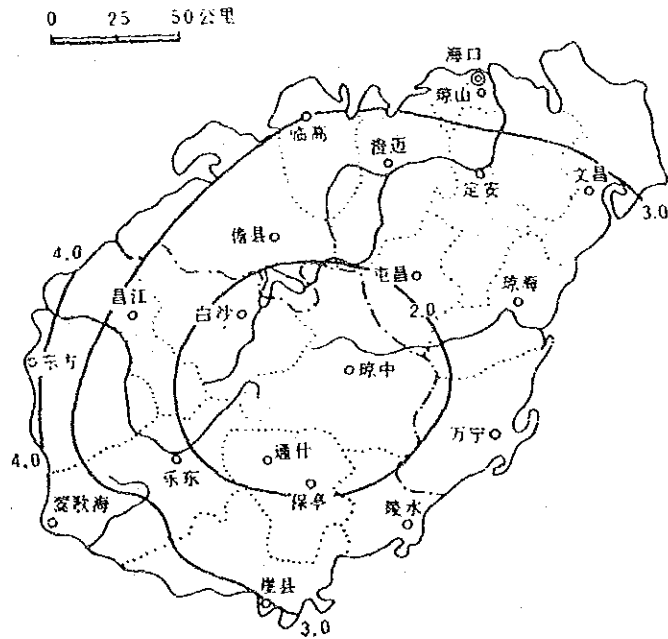 0 25 50公里
海口
琼山
临高
澄迈
定安
文昌
3.0
儋县
4.0
屯昌
昌江
白沙
琼海
2.0
东方
琼中
万宁
通什
4.0
乐东
保亭
莺歌海
陵水
崖县
3.0